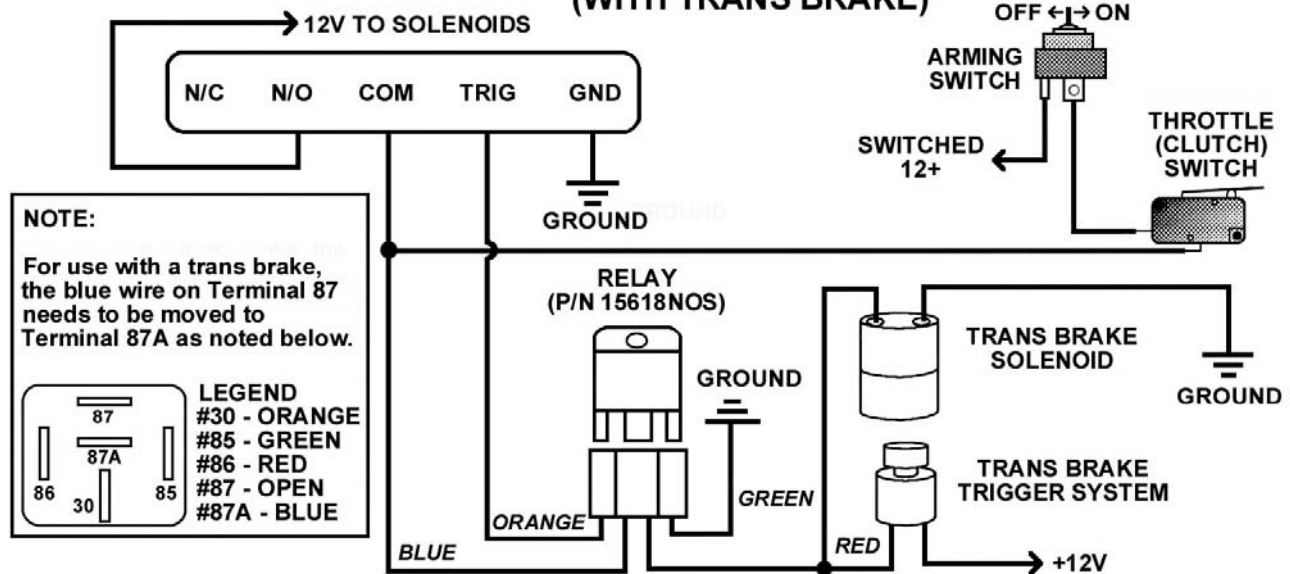 (WITH TRANS BRAKE)
12V TO SOLENOIDS
OFF ON
ARMING
SWITCH
N/C N/O COM TRIG GND
SWITCHED
12+
THROTTLE
(CLUTCH)
SWITCH
GROUND
NOTE:
For use with a trans brake,
the blue wire on Terminal 87
needs to be moved to
Terminal 87A as noted below.
RELAY
(P/N 15618NOS)
TRANS BRAKE
SOLENOID
GROUND
GROUND
LEGEND
#30 - ORANGE
#85 - GREEN
#86 - RED
#87 - OPEN
#87A - BLUE
87
87A
86
30
85
TRANS BRAKE
TRIGGER SYSTEM
GREEN
ORANGE
BLUE
RED
+12V